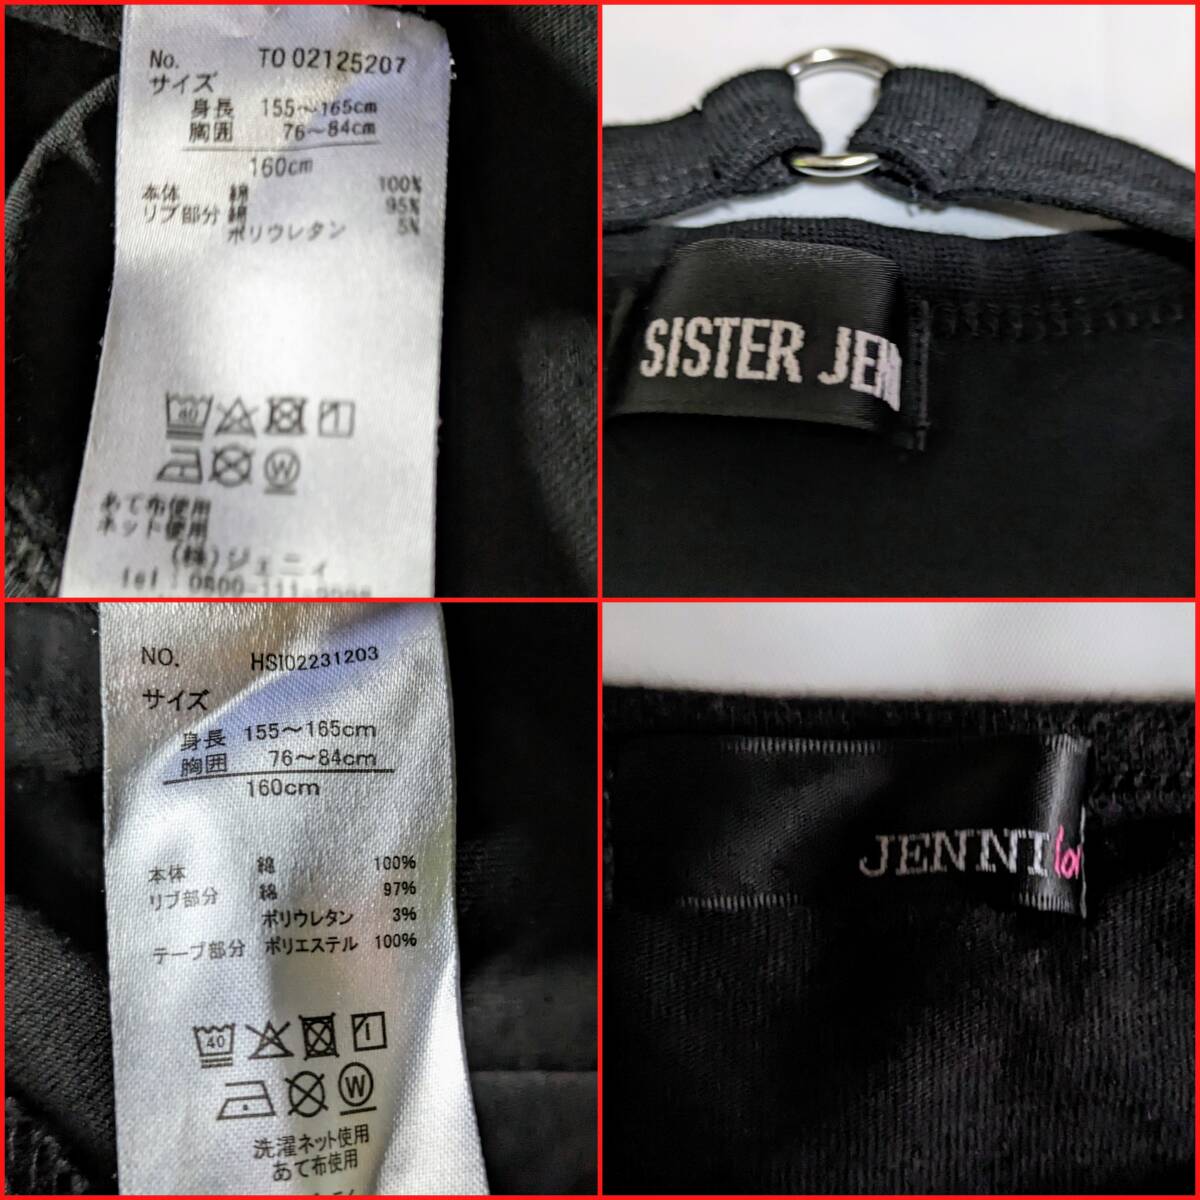 No. TO 02125207
サイズ
身長 155～165cm
胸囲 76～84cm
160cm
本体 綿 100%
リブ部分 綿 95%
ポリウレタン 5%
40
W
あて布使用
ネット使用
(株)ジェニィ
SISTER JEN
NO. HSI02231203
サイズ
身長 155～165cm
胸囲 76～84cm
160cm
本体 綿 100%
リブ部分 綿 97%
ポリウレタン 3%
テープ部分 ポリエステル 100%
40
W
洗濯ネット使用
あて布使用
JENNI lo